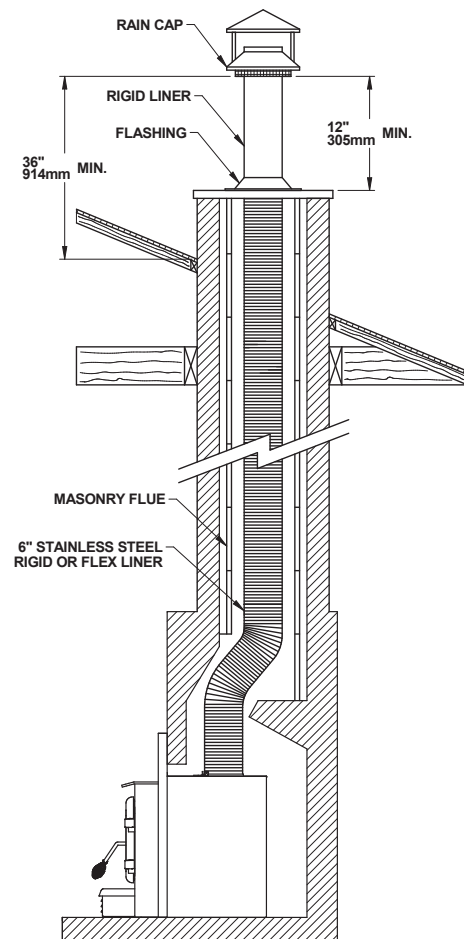 RAIN CAP
RIGID LINER
FLASHING
12"
305mm MIN.
36"
914mm MIN.
MASONRY FLUE
6" STAINLESS STEEL
RIGID OR FLEX LINER